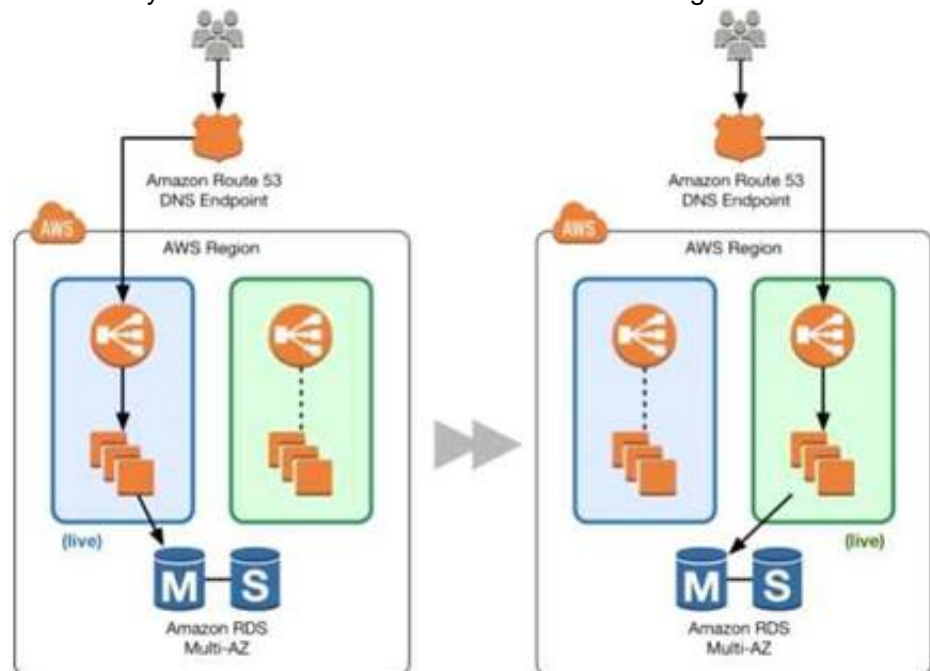 Amazon Route 53
DNS Endpoint
AWS
AWS Region
(live)
M
S
Amazon RDS
Multi-AZ
Amazon Route 53
DNS Endpoint
AWS
AWS Region
(live)
M
S
Amazon RDS
Multi-AZ